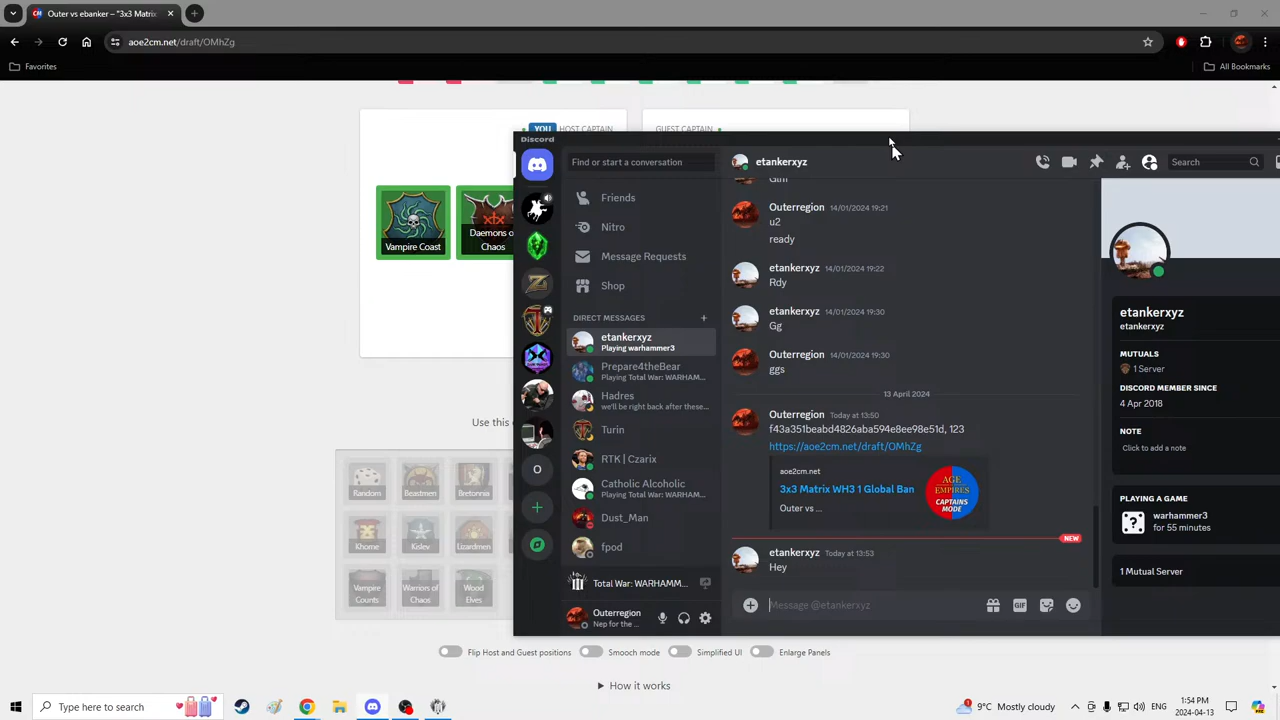 Outer vs ebanker – "3x3 Matrix
aoe2cm.net/draft/OMhZg
Favorites
All Bookmarks
YOU HOST CAPTAIN
GUEST CAPTAIN
Vampire Coast
Daemons of
Chaos
Use this
Random
Beastmen
Bretonnia
Khorne
Kislev
Lizardmen
Vampire
Counts
Warriors of
Chaos
Wood
Elves
Flip Host and Guest positions
Smooch mode
Simplified UI
Enlarge Panels
How it works
Discord
Find or start a conversation
Friends
Nitro
Message Requests
Shop
DIRECT MESSAGES
etankerxyz
Playing warhammer3
Prepare4theBear
Playing Total War: WARHAM...
Hadres
we'll be right back after these...
Turin
RTK | Czarix
Catholic Alcoholic
Playing Total War: WARHAM...
Dust_Man
fpod
Total War: WARHAMM...
Outerregion
Nep for the ...
O
etankerxyz
Search
Glhf
Outerregion 14/01/2024 19:21
u2
ready
etankerxyz 14/01/2024 19:22
Rdy
etankerxyz 14/01/2024 19:30
Gg
Outerregion 14/01/2024 19:30
ggs
13 April 2024
Outerregion Today at 13:50
f43a351beabd4826aba594e8ee98e51d, 123
https://aoe2cm.net/draft/OMhZg
aoe2cm.net
3x3 Matrix WH3 1 Global Ban
Outer vs ...
AGE
EMPIRES
CAPTAINS
MODE
NEW
etankerxyz Today at 13:53
Hey
Message @etankerxyz
GIF
etankerxyz
etankerxyz
MUTUALS
1 Server
DISCORD MEMBER SINCE
4 Apr 2018
NOTE
Click to add a note
PLAYING A GAME
warhammer3
for 55 minutes
1 Mutual Server
Type here to search
9°C Mostly cloudy
ENG
1:54 PM
2024-04-13